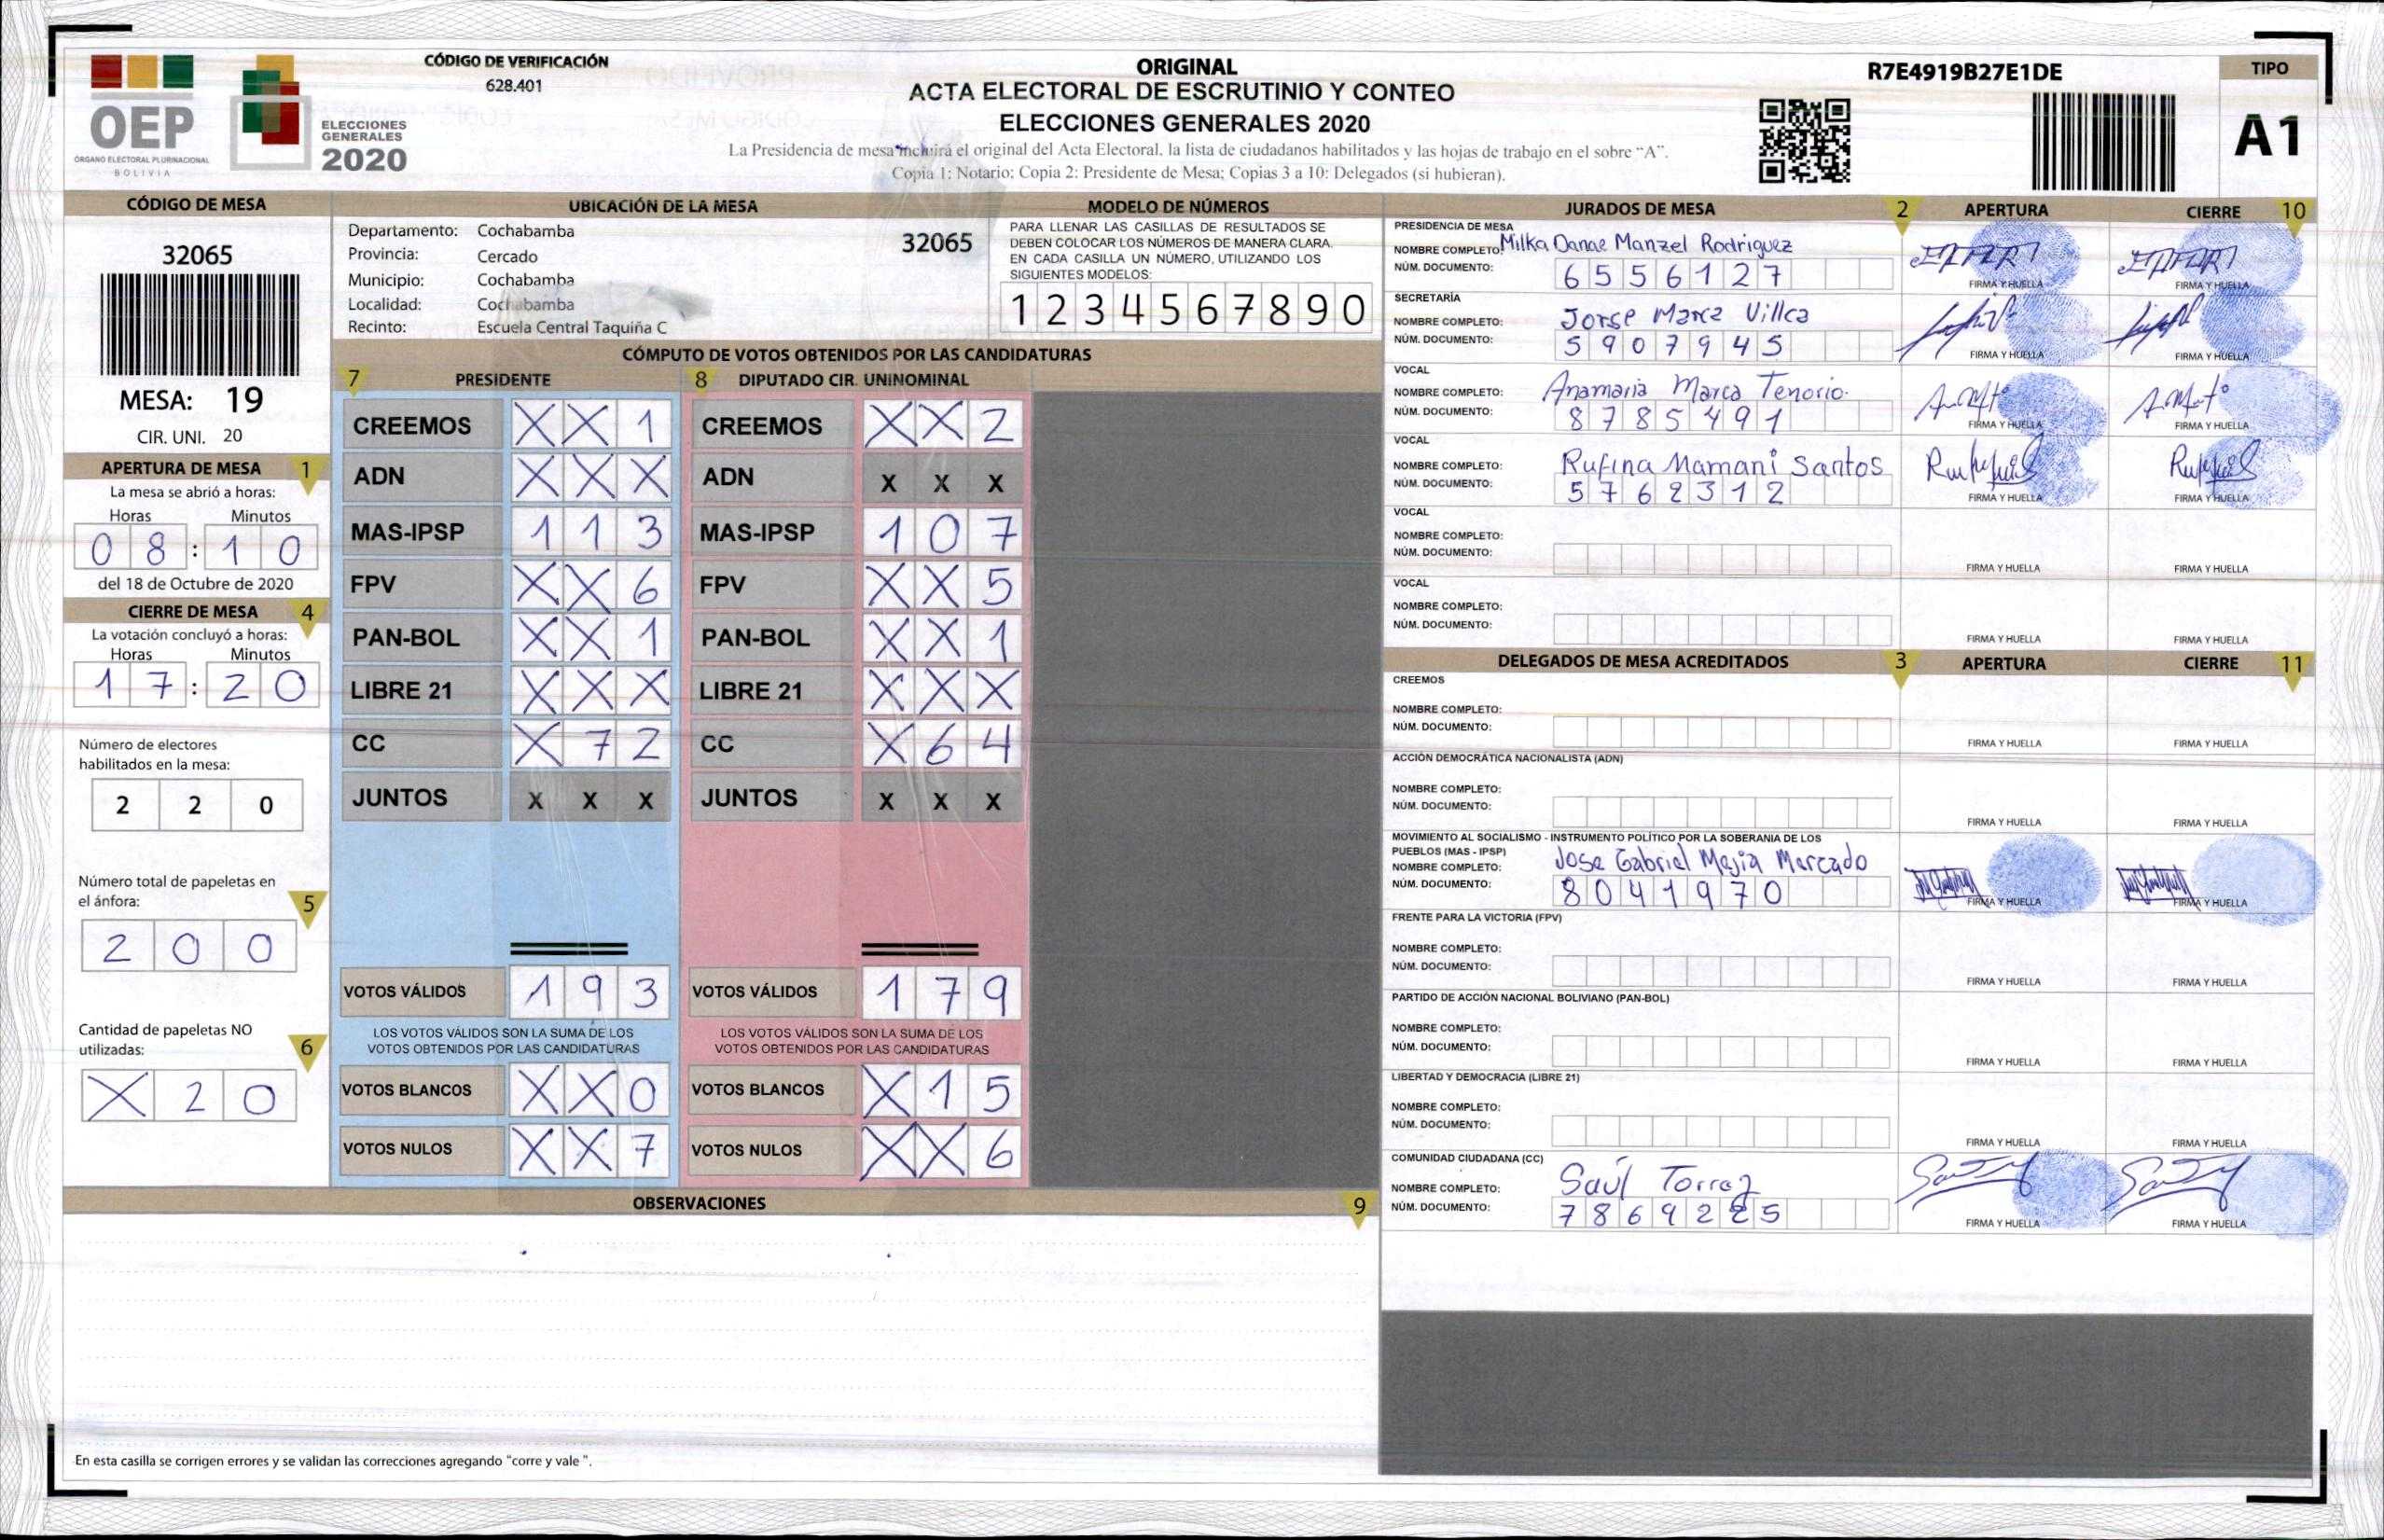 OEP
ÓRGANO ELECTORAL PLURINACIONAL
BOLIVIA
ELECCIONES
GENERALES
2020
CÓDIGO DE VERIFICACIÓN
628.401
ORIGINAL
ACTA ELECTORAL DE ESCRUTINIO Y CONTEO
ELECCIONES GENERALES 2020
La Presidencia de mesa incluirá el original del Acta Electoral, la lista de ciudadanos habilitados y las hojas de trabajo en el sobre "A".
Copia 1: Notario; Copia 2: Presidente de Mesa; Copias 3 a 10: Delegados (si hubieran).
R7E4919B27E1DE
TIPO
A1
CÓDIGO DE MESA
32065
MESA: 19
CIR. UNI. 20
APERTURA DE MESA 1
La mesa se abrió a horas:
Horas Minutos
0 8 : 1 0
del 18 de Octubre de 2020
CIERRE DE MESA 4
La votación concluyó a horas:
Horas Minutos
1 7 : 2 0
Número de electores
habilitados en la mesa:
2 2 0
Número total de papeletas en
el ánfora: 5
2 0 0
Cantidad de papeletas NO
utilizadas: 6
X 2 0
UBICACIÓN DE LA MESA
Departamento: Cochabamba
Provincia: Cercado
Municipio: Cochabamba
Localidad: Cochabamba
Recinto: Escuela Central Taquiña C
32065
MODELO DE NÚMEROS
PARA LLENAR LAS CASILLAS DE RESULTADOS SE
DEBEN COLOCAR LOS NÚMEROS DE MANERA CLARA.
EN CADA CASILLA UN NÚMERO, UTILIZANDO LOS
SIGUIENTES MODELOS:
1 2 3 4 5 6 7 8 9 0
CÓMPUTO DE VOTOS OBTENIDOS POR LAS CANDIDATURAS
7 PRESIDENTE
CREEMOS X X 1
ADN X X X
MAS-IPSP 1 1 3
FPV X X 6
PAN-BOL X X 1
LIBRE 21 X X X
CC X 7 2
JUNTOS X X X
VOTOS VÁLIDOS 1 9 3
LOS VOTOS VÁLIDOS SON LA SUMA DE LOS
VOTOS OBTENIDOS POR LAS CANDIDATURAS
VOTOS BLANCOS X X 0
VOTOS NULOS X X 7
8 DIPUTADO CIR. UNINOMINAL
CREEMOS X X 2
ADN X X X
MAS-IPSP 1 0 7
FPV X X 5
PAN-BOL X X 1
LIBRE 21 X X X
CC X 6 4
JUNTOS X X X
VOTOS VÁLIDOS 1 7 9
LOS VOTOS VÁLIDOS SON LA SUMA DE LOS
VOTOS OBTENIDOS POR LAS CANDIDATURAS
VOTOS BLANCOS X 1 5
VOTOS NULOS X X 6
OBSERVACIONES 9
En esta casilla se corrigen errores y se validan las correcciones agregando "corre y vale ".
JURADOS DE MESA 2 APERTURA CIERRE 10
PRESIDENCIA DE MESA
NOMBRE COMPLETO: Milka Danae Manzel Rodriguez
NÚM. DOCUMENTO: 6 5 5 6 1 2 7
FIRMA Y HUELLA FIRMA Y HUELLA
SECRETARÍA
NOMBRE COMPLETO: Jorge Marca Villca
NÚM. DOCUMENTO: 5 9 0 7 9 4 5
FIRMA Y HUELLA FIRMA Y HUELLA
VOCAL
NOMBRE COMPLETO: Anamaria Marca Tenorio
NÚM. DOCUMENTO: 8 7 8 5 4 9 1
FIRMA Y HUELLA FIRMA Y HUELLA
VOCAL
NOMBRE COMPLETO: Rufina Mamani Santos
NÚM. DOCUMENTO: 5 7 6 2 3 1 2
FIRMA Y HUELLA FIRMA Y HUELLA
VOCAL
NOMBRE COMPLETO:
NÚM. DOCUMENTO:
FIRMA Y HUELLA FIRMA Y HUELLA
VOCAL
NOMBRE COMPLETO:
NÚM. DOCUMENTO:
FIRMA Y HUELLA FIRMA Y HUELLA
DELEGADOS DE MESA ACREDITADOS 3 APERTURA CIERRE 11
CREEMOS
NOMBRE COMPLETO:
NÚM. DOCUMENTO:
FIRMA Y HUELLA FIRMA Y HUELLA
ACCIÓN DEMOCRÁTICA NACIONALISTA (ADN)
NOMBRE COMPLETO:
NÚM. DOCUMENTO:
FIRMA Y HUELLA FIRMA Y HUELLA
MOVIMIENTO AL SOCIALISMO - INSTRUMENTO POLÍTICO POR LA SOBERANIA DE LOS
PUEBLOS (MAS - IPSP)
NOMBRE COMPLETO: Jose Gabriel Mejia Mercado
NÚM. DOCUMENTO: 8 0 4 1 9 7 0
FIRMA Y HUELLA FIRMA Y HUELLA
FRENTE PARA LA VICTORIA (FPV)
NOMBRE COMPLETO:
NÚM. DOCUMENTO:
FIRMA Y HUELLA FIRMA Y HUELLA
PARTIDO DE ACCIÓN NACIONAL BOLIVIANO (PAN-BOL)
NOMBRE COMPLETO:
NÚM. DOCUMENTO:
FIRMA Y HUELLA FIRMA Y HUELLA
LIBERTAD Y DEMOCRACIA (LIBRE 21)
NOMBRE COMPLETO:
NÚM. DOCUMENTO:
FIRMA Y HUELLA FIRMA Y HUELLA
COMUNIDAD CIUDADANA (CC)
NOMBRE COMPLETO: Saúl Torrez
NÚM. DOCUMENTO: 7 8 6 9 2 2 5
FIRMA Y HUELLA FIRMA Y HUELLA